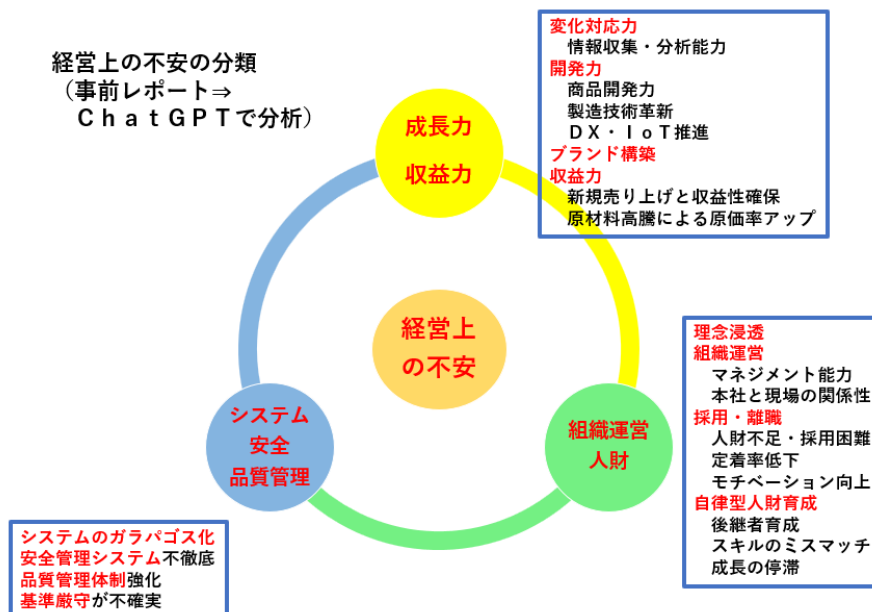 経営上の不安の分類
（事前レポート⇒
ＣｈａｔＧＰＴで分析）
成長力
収益力
変化対応力
情報収集・分析能力
開発力
商品開発力
製造技術革新
ＤＸ・ＩｏＴ推進
ブランド構築
収益力
新規売り上げと収益性確保
原材料高騰による原価率アップ
経営上
の不安
理念浸透
組織運営
マネジメント能力
本社と現場の関係性
採用・離職
人財不足・採用困難
定着率低下
モチベーション向上
自律型人財育成
後継者育成
スキルのミスマッチ
成長の停滞
組織運営
人財
システム
安全
品質管理
システムのガラパゴス化
安全管理システム不徹底
品質管理体制強化
基準厳守が不確実